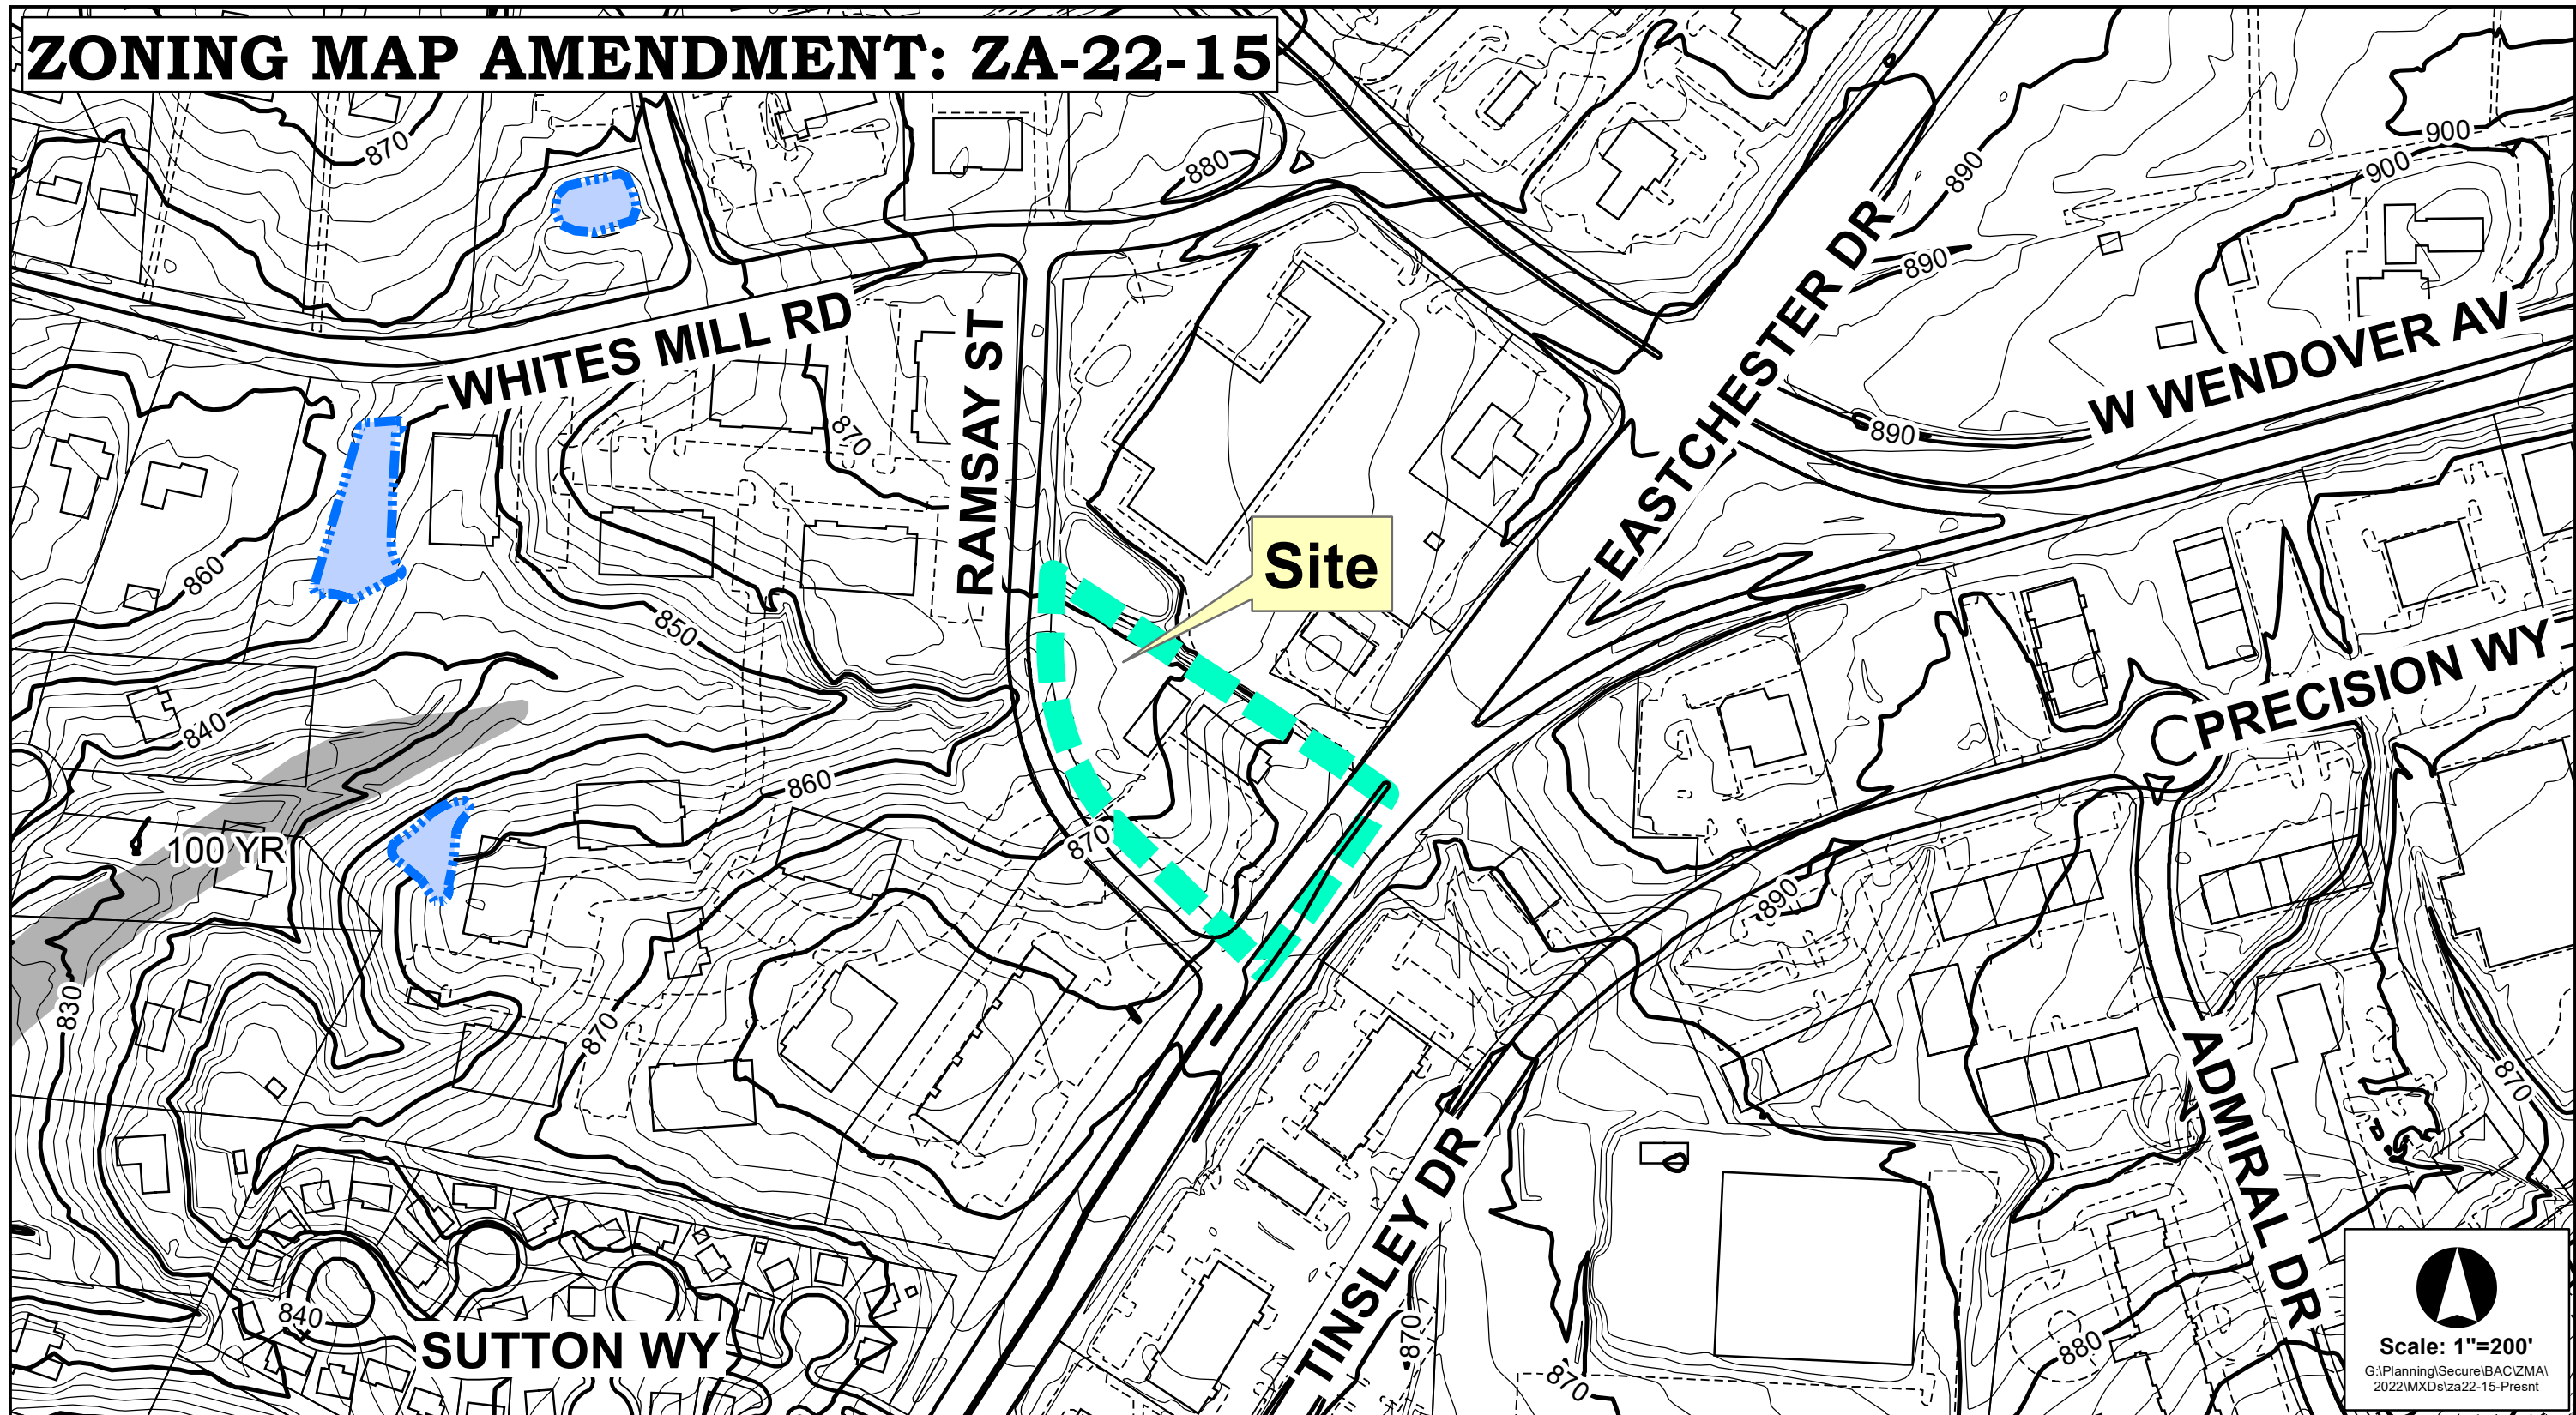 ZONING MAP AMENDMENT: ZA-22-15
870
880
900
900
890
890
WHITES MILL RD
RAMSAY ST
EASTCHESTER DR
W WENDOVER AV
870
890
Site
860
850
PRECISION WY
840
860
100 YR
870
890
830
870
ADMIRAL DR
870
TINSLEY DR
840
SUTTON WY
870
870
880
Scale: 1"=200'
G:\Planning\Secure\BAC\ZMA\
2022\MXDs\za22-15-Presnt